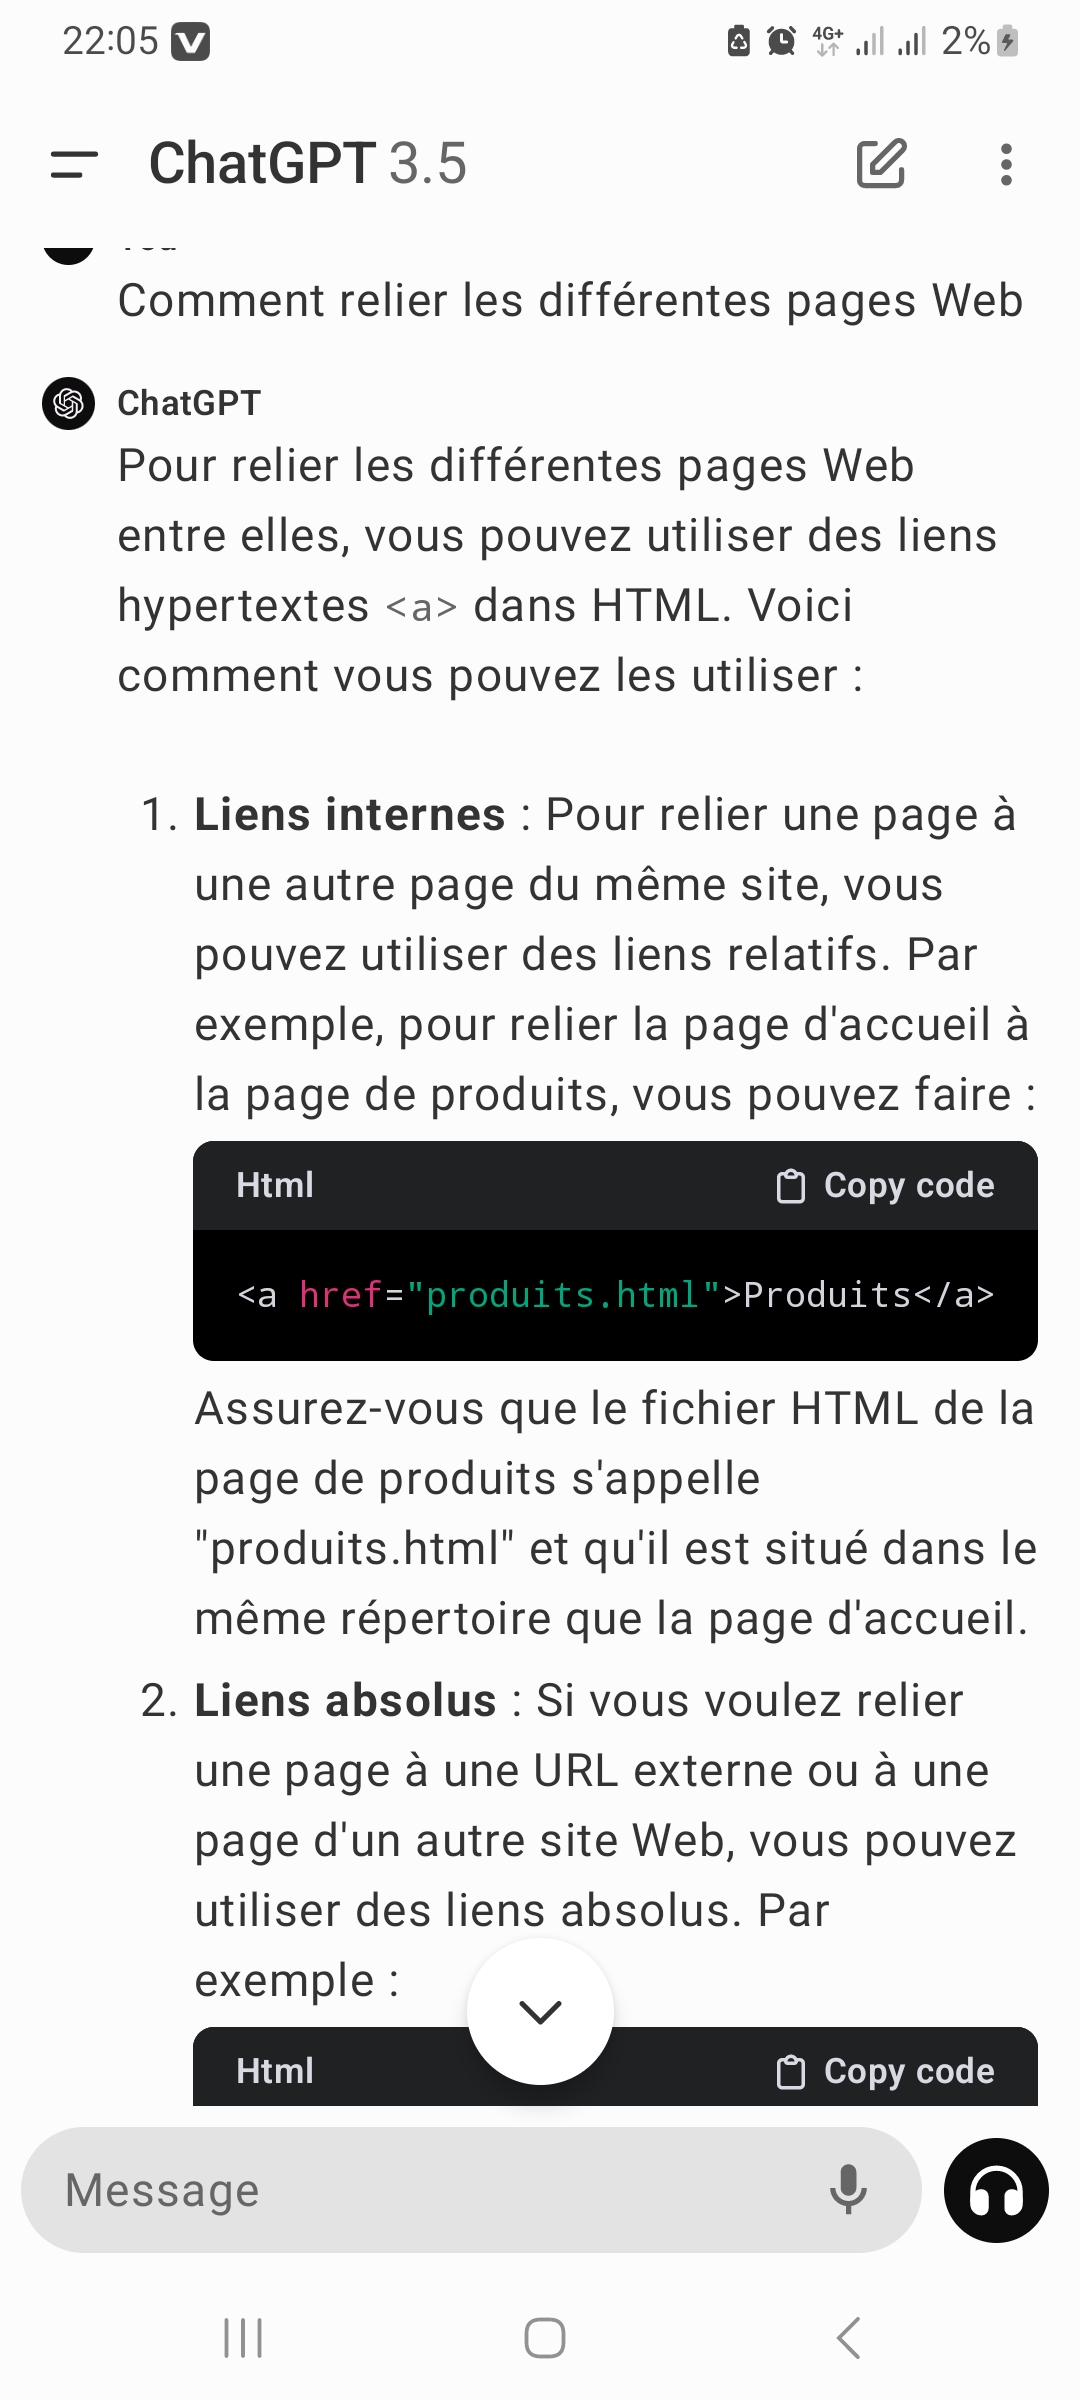 22:05
4G+
2%
ChatGPT 3.5
Comment relier les différentes pages Web
ChatGPT
Pour relier les différentes pages Web
entre elles, vous pouvez utiliser des liens
hypertextes <a> dans HTML. Voici
comment vous pouvez les utiliser :
1. Liens internes : Pour relier une page à
une autre page du même site, vous
pouvez utiliser des liens relatifs. Par
exemple, pour relier la page d'accueil à
la page de produits, vous pouvez faire :
Html Copy code
<a href="produits.html">Produits</a>
Assurez-vous que le fichier HTML de la
page de produits s'appelle
"produits.html" et qu'il est situé dans le
même répertoire que la page d'accueil.
2. Liens absolus : Si vous voulez relier
une page à une URL externe ou à une
page d'un autre site Web, vous pouvez
utiliser des liens absolus. Par
exemple :
Html Copy code
Message